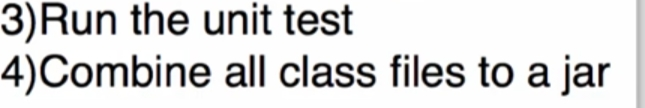 3)Run the unit test
4)Combine all class files to a jar